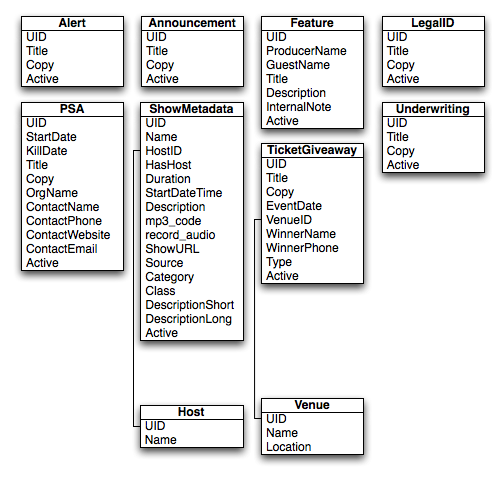 Alert
UID
Title
Copy
Active
Announcement
UID
Title
Copy
Active
Feature
UID
ProducerName
GuestName
Title
Description
InternalNote
Active
LegalID
UID
Title
Copy
Active
PSA
UID
StartDate
KillDate
Title
Copy
OrgName
ContactName
ContactPhone
ContactWebsite
ContactEmail
Active
ShowMetadata
UID
Name
HostID
HasHost
Duration
StartDateTime
Description
mp3_code
record_audio
ShowURL
Source
Category
Class
DescriptionShort
DescriptionLong
Active
TicketGiveaway
UID
Title
Copy
EventDate
VenueID
WinnerName
WinnerPhone
Type
Active
Underwriting
UID
Title
Copy
Active
Host
UID
Name
Venue
UID
Name
Location